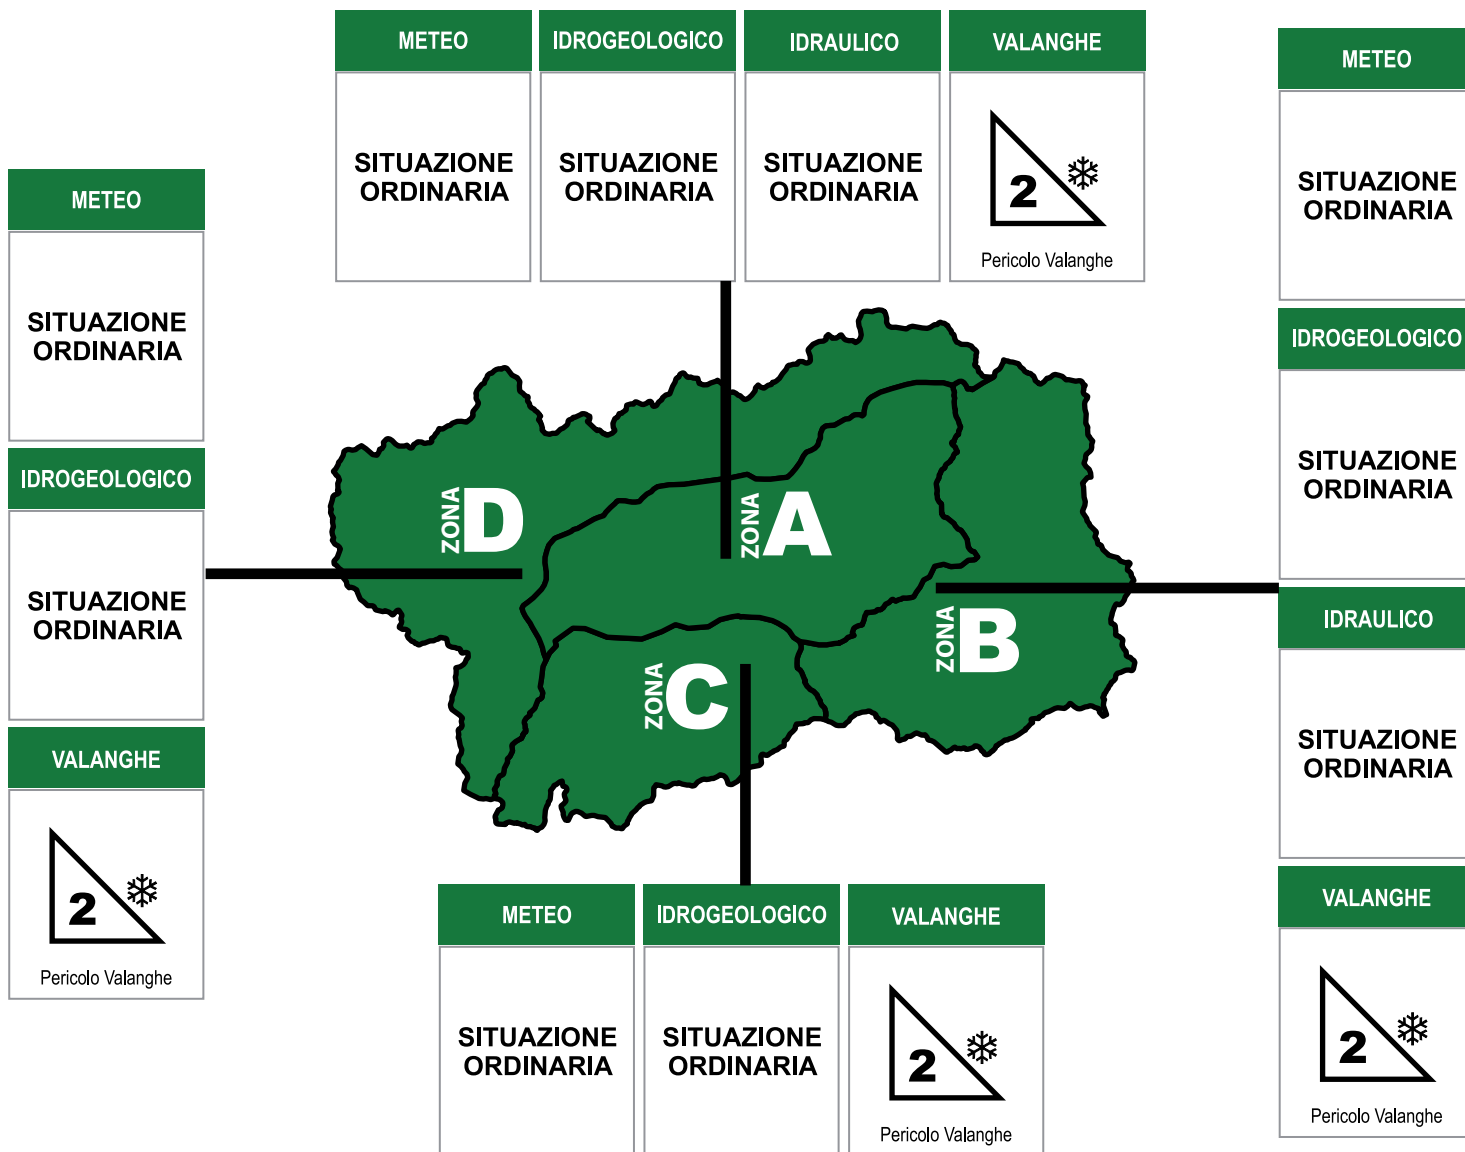 METEO
SITUAZIONE
ORDINARIA
IDROGEOLOGICO
SITUAZIONE
ORDINARIA
IDRAULICO
SITUAZIONE
ORDINARIA
VALANGHE
2
Pericolo Valanghe
METEO
SITUAZIONE
ORDINARIA
IDROGEOLOGICO
SITUAZIONE
ORDINARIA
VALANGHE
2
Pericolo Valanghe
ZONA D
ZONA A
ZONA B
ZONA C
METEO
SITUAZIONE
ORDINARIA
IDROGEOLOGICO
SITUAZIONE
ORDINARIA
IDRAULICO
SITUAZIONE
ORDINARIA
VALANGHE
2
Pericolo Valanghe
METEO
SITUAZIONE
ORDINARIA
IDROGEOLOGICO
SITUAZIONE
ORDINARIA
VALANGHE
2
Pericolo Valanghe